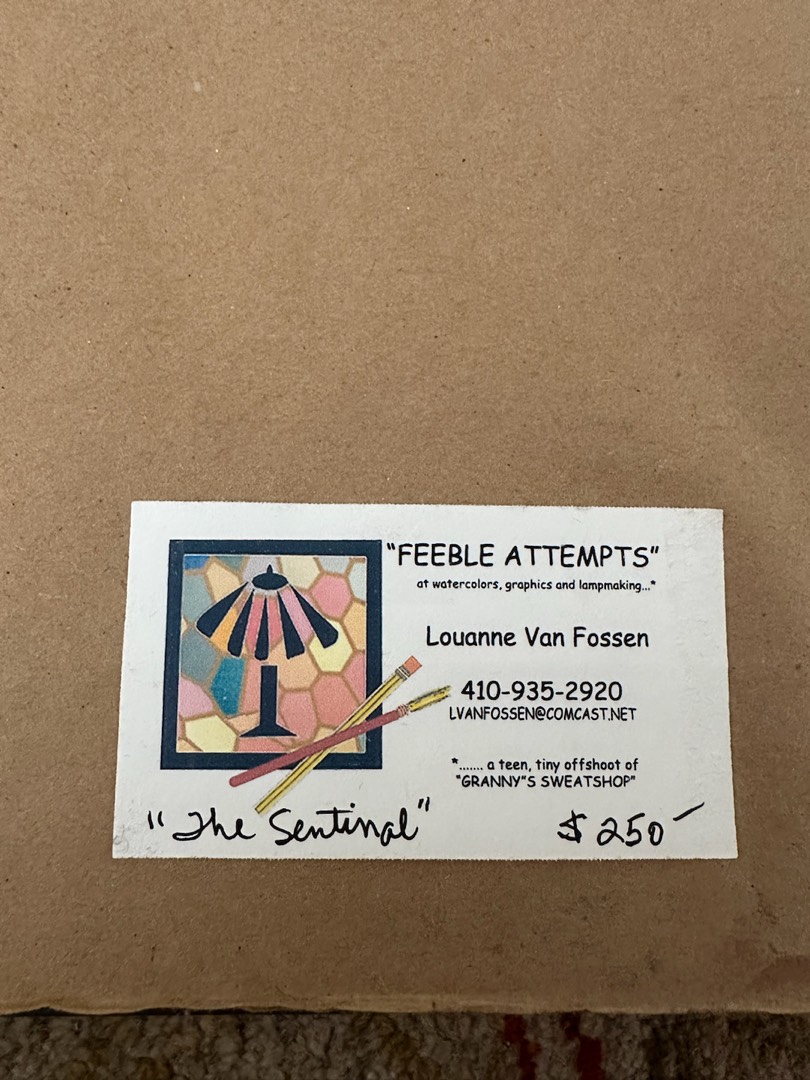 "FEEBLE ATTEMPTS"
at watercolors, graphics and lampmaking...*
Louanne Van Fossen
410-935-2920
LVANFOSSEN@COMCAST.NET
*....... a teen, tiny offshoot of
"GRANNY"S SWEATSHOP"
"The Sentinal" $250-